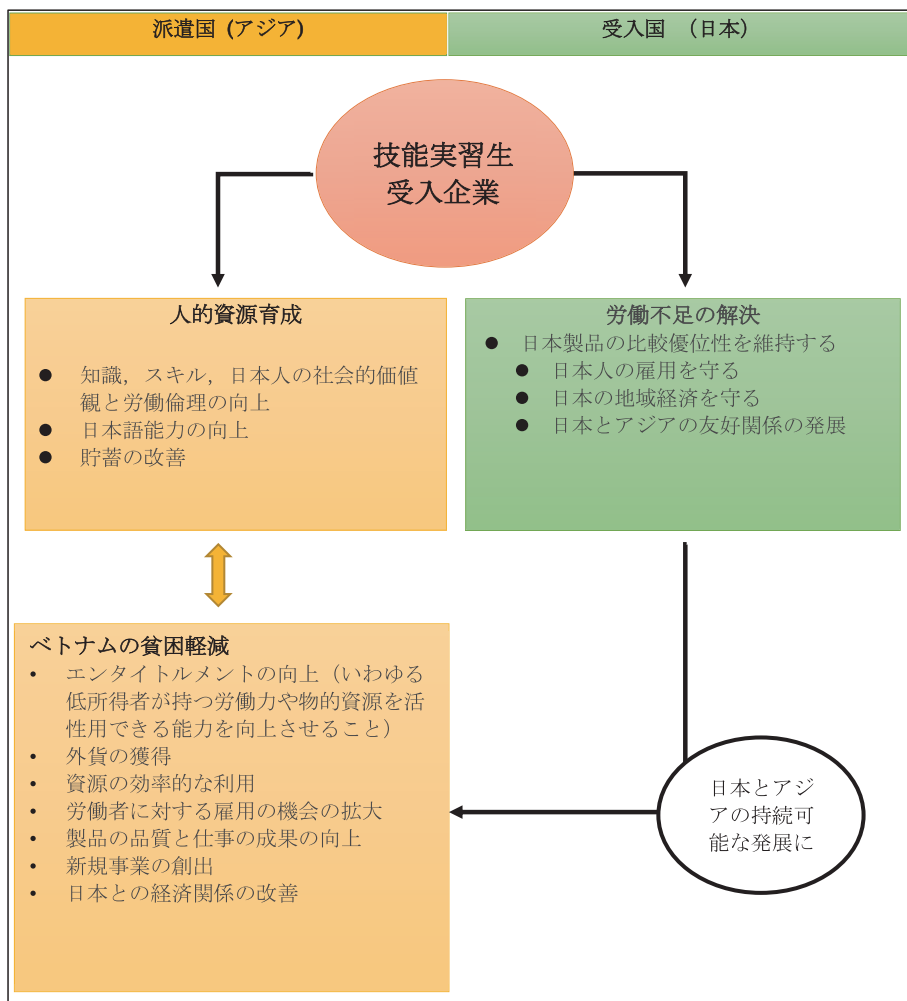 派遣国 (アジア)
受入国 （日本）
技能実習生
受入企業
人的資源育成
● 知識，スキル，日本人の社会的価値
観と労働倫理の向上
● 日本語能力の向上
● 貯蓄の改善
労働不足の解決
● 日本製品の比較優位性を維持する
● 日本人の雇用を守る
● 日本の地域経済を守る
● 日本とアジアの友好関係の発展
ベトナムの貧困軽減
• エンタイトルメントの向上（いわゆる
低所得者が持つ労働力や物的資源を活
性用できる能力を向上させること）
• 外貨の獲得
• 資源の効率的な利用
• 労働者に対する雇用の機会の拡大
• 製品の品質と仕事の成果の向上
• 新規事業の創出
• 日本との経済関係の改善
日本とアジ
アの持続可
能な発展に